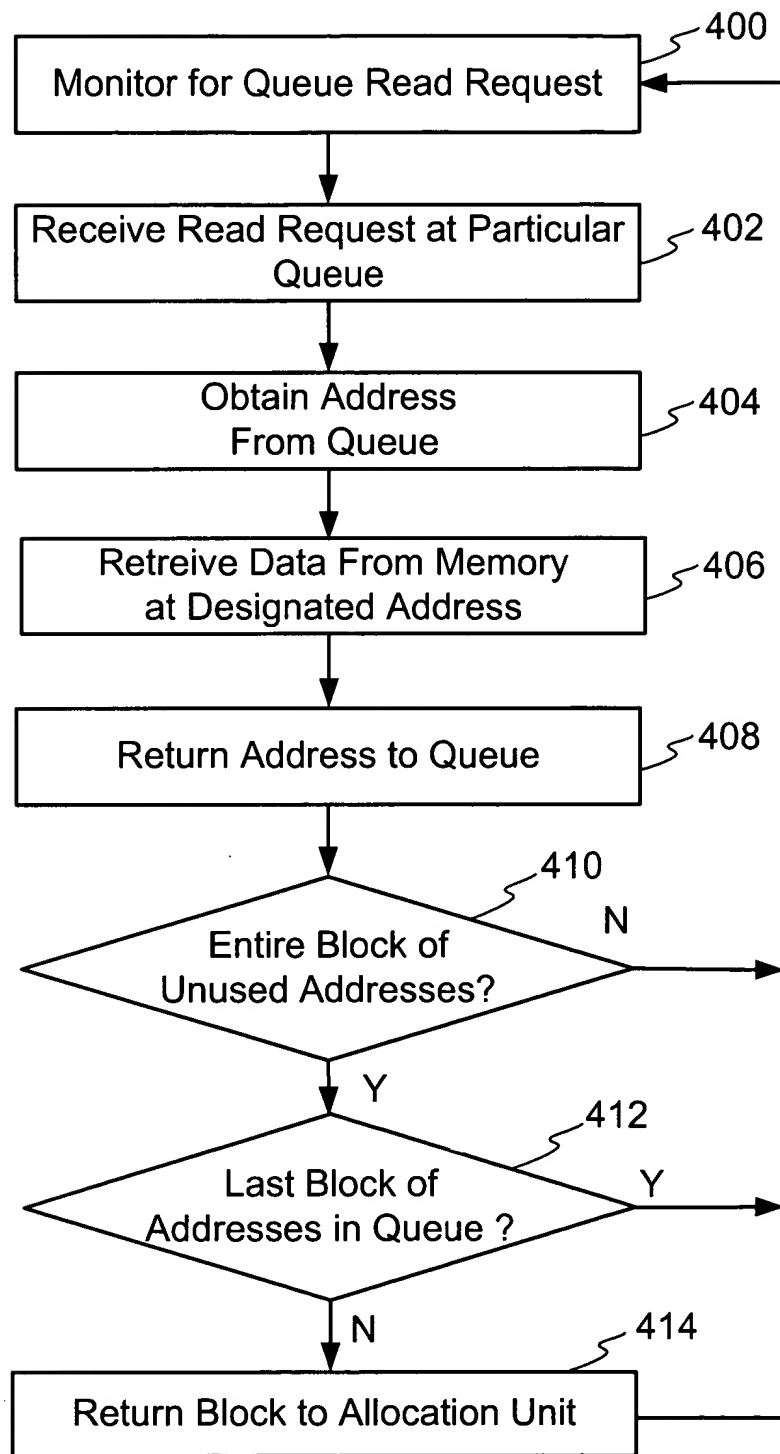 400
Monitor for Queue Read Request
Receive Read Request at Particular
Queue
402
Obtain Address
From Queue
404
Retreive Data From Memory
at Designated Address
406
Return Address to Queue
408
410
Entire Block of
Unused Addresses?
N
Y
412
Last Block of
Addresses in Queue ?
Y
N
414
Return Block to Allocation Unit